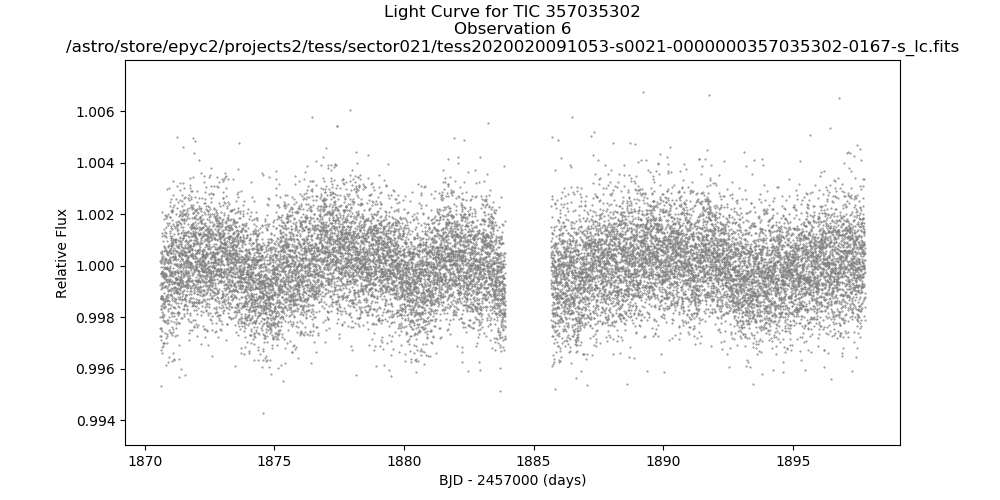 Light Curve for TIC 357035302
Observation 6
/astro/store/epyc2/projects2/tess/sector021/tess2020020091053-s0021-0000000357035302-0167-s_lc.fits
1.006
1.004
1.002
1.000
0.998
0.996
0.994
Relative Flux
1870
1875
1880
1885
1890
1895
BJD - 2457000 (days)